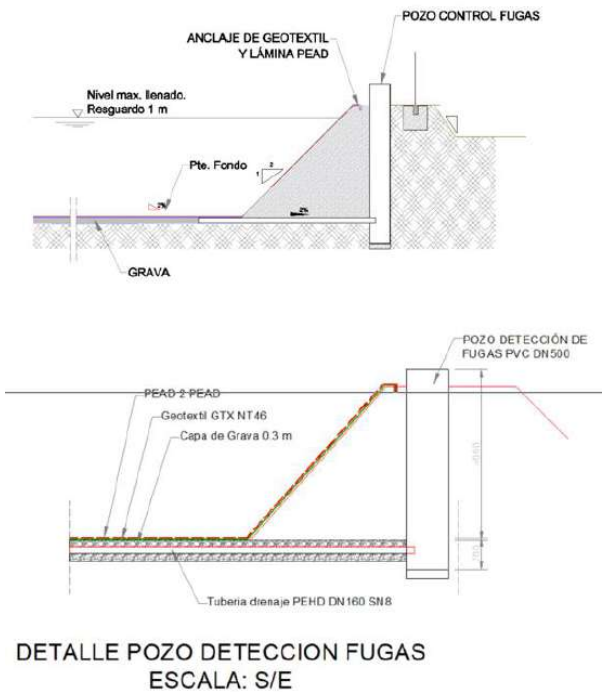 POZO CONTROL FUGAS
ANCLAJE DE GEOTEXTIL
Y LÁMINA PEAD
Nivel max. llenado.
Resguardo 1 m
2
1
Pte. Fondo
2%
2%
GRAVA
POZO DETECCIÓN DE
FUGAS PVC DN500
PEAD 2 PEAD
Geotextil GTX NT46
Capa de Grava 0.3 m
Tuberia drenaje PEHD DN160 SN8
DETALLE POZO DETECCION FUGAS
ESCALA: S/E